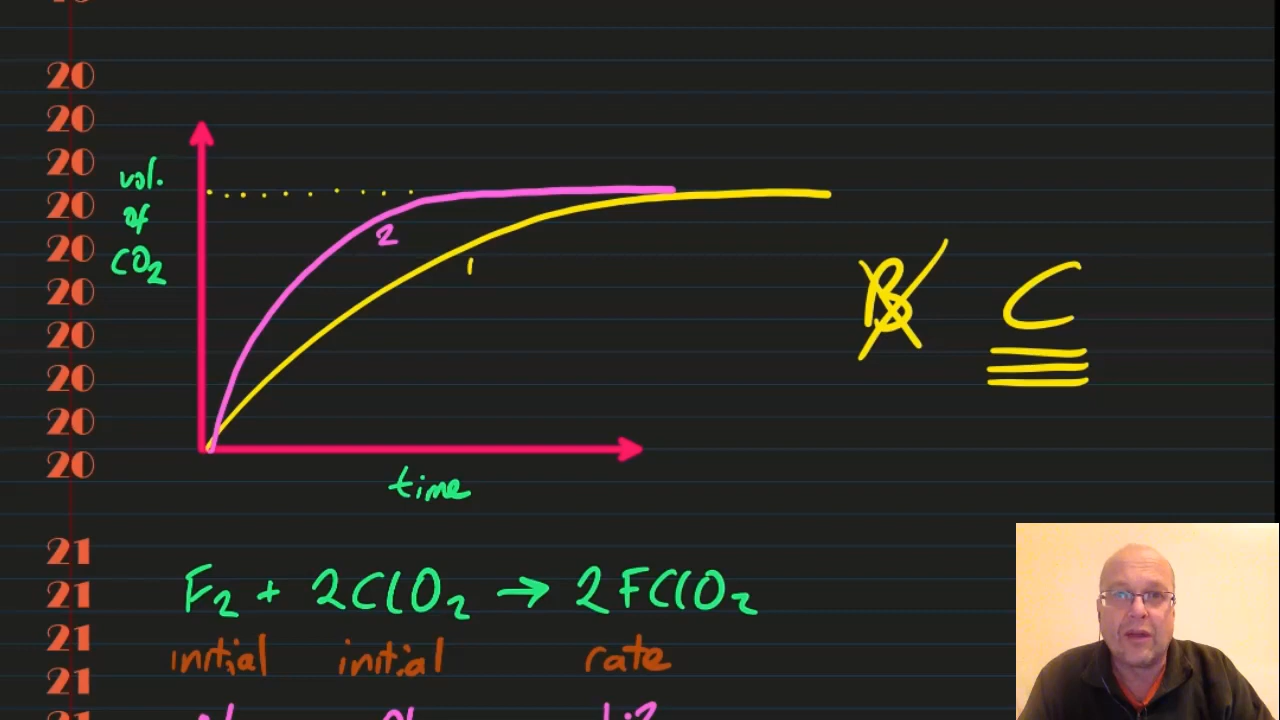 20
20
20
20
20
20
20
20
20
20
vol.
of
CO2
2
1
time
B C
21
21
21
21
F2 + 2ClO2 → 2FClO2
initial initial rate